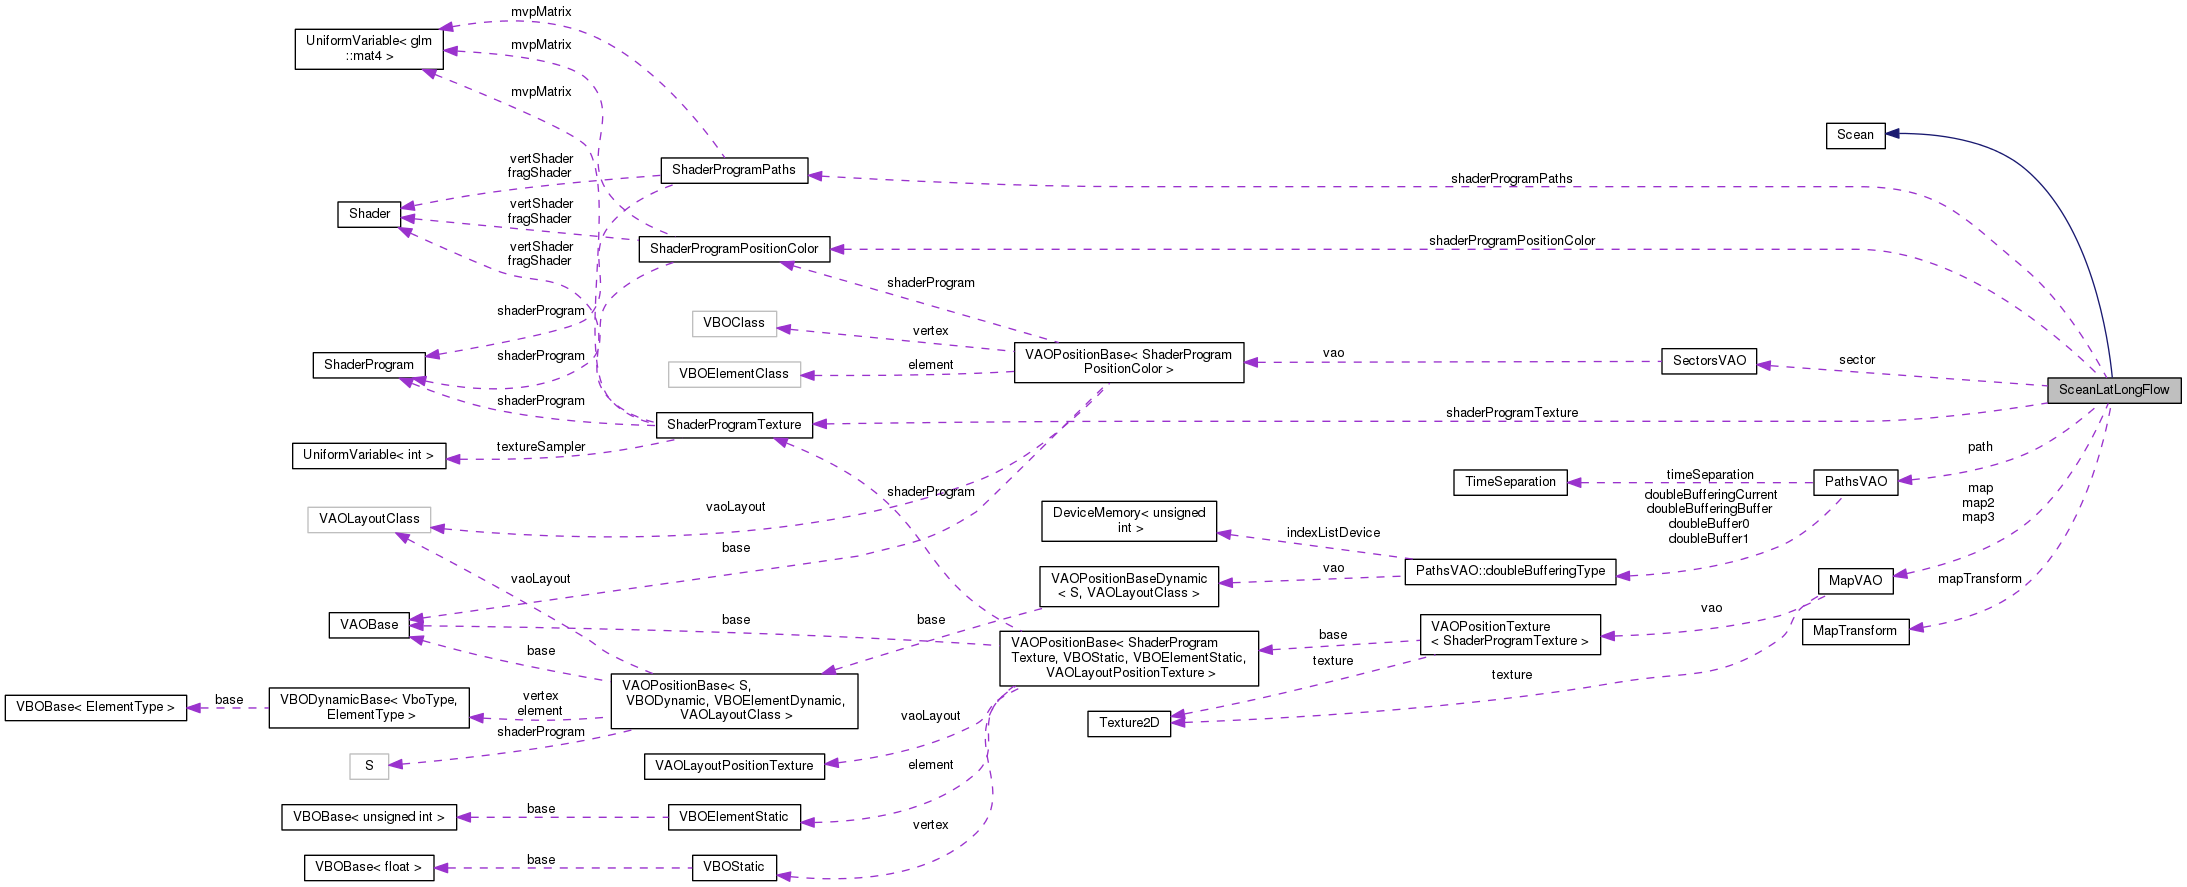 mvpMatrix
UniformVariable< glm
::mat4 >
mvpMatrix
mvpMatrix
Scean
vertShader
fragShader
ShaderProgramPaths
shaderProgramPaths
Shader
vertShader
fragShader
ShaderProgramPositionColor
shaderProgramPositionColor
vertShader
fragShader
shaderProgram
shaderProgram
VBOClass
vertex
VAOPositionBase< ShaderProgram
PositionColor >
vao
SectorsVAO
sector
ShaderProgram
shaderProgram
VBOElementClass
element
SceanLatLongFlow
shaderProgram
ShaderProgramTexture
shaderProgramTexture
UniformVariable< int >
textureSampler
path
TimeSeparation
timeSeparation
PathsVAO
shaderProgram
doubleBufferingCurrent
doubleBufferingBuffer
doubleBuffer0
doubleBuffer1
map
map2
map3
VAOLayoutClass
vaoLayout
DeviceMemory< unsigned
int >
indexListDevice
base
vaoLayout
VAOPositionBaseDynamic
< S, VAOLayoutClass >
vao
PathsVAO::doubleBufferingType
MapVAO
mapTransform
VAOBase
base
base
vao
base
VAOPositionBase< ShaderProgram
Texture, VBOStatic, VBOElementStatic,
VAOLayoutPositionTexture >
base
VAOPositionTexture
< ShaderProgramTexture >
MapTransform
texture
texture
VBOBase< ElementType >
base
VBODynamicBase< VboType,
ElementType >
vertex
element
VAOPositionBase< S,
VBODynamic, VBOElementDynamic,
VAOLayoutClass >
vaoLayout
Texture2D
shaderProgram
S
VAOLayoutPositionTexture
element
VBOBase< unsigned int >
base
VBOElementStatic
vertex
VBOBase< float >
base
VBOStatic